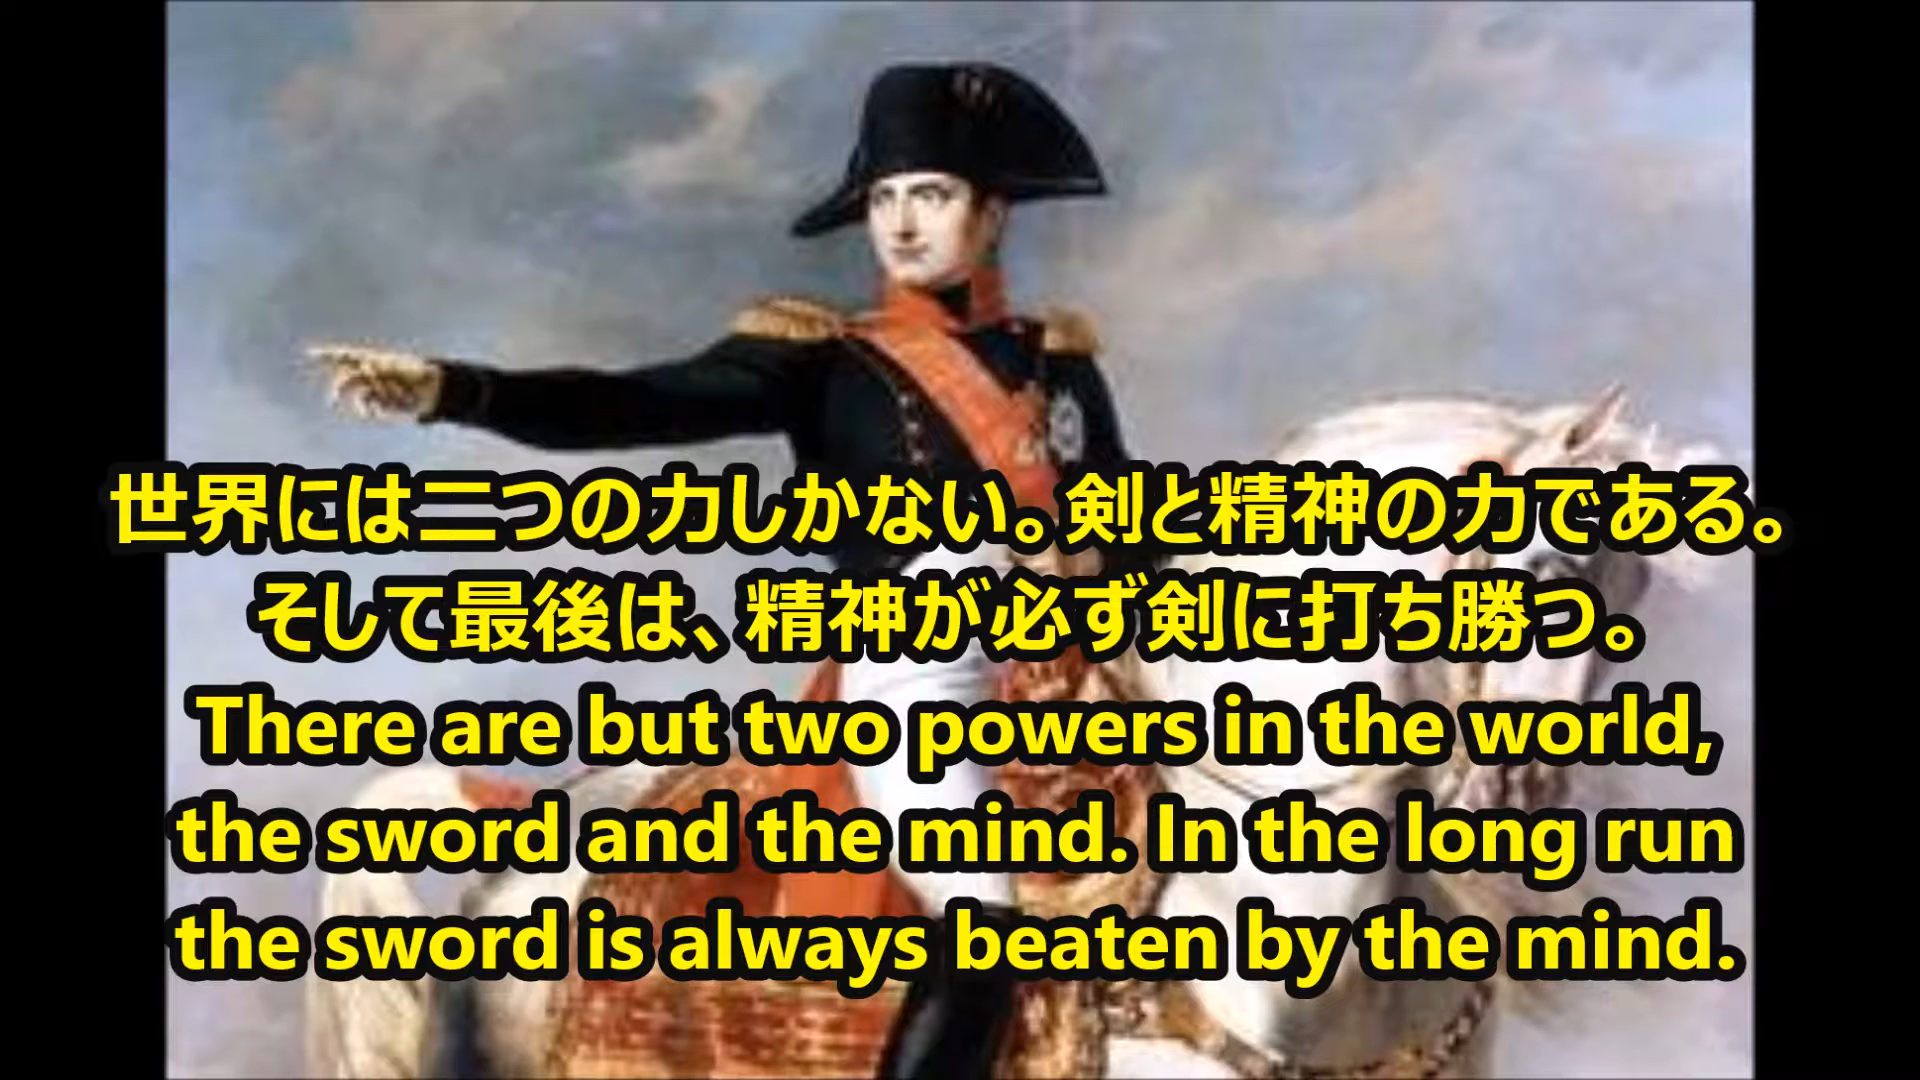 世界には二つの力しかない。剣と精神の力である。
そして最後は、精神が必ず剣に打ち勝つ。
There are but two powers in the world,
the sword and the mind. In the long run
the sword is always beaten by the mind.